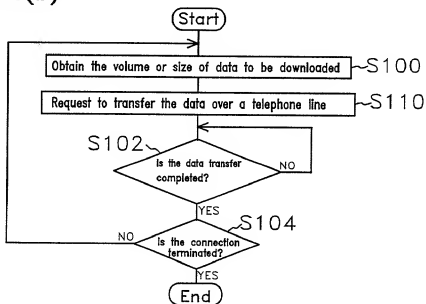 Start
Obtain the volume or size of data to be downloaded S100
Request to transfer the data over a telephone line S110
S102
Is the data transfer
completed?
NO
YES
S104
NO
Is the connection
terminated?
YES
End